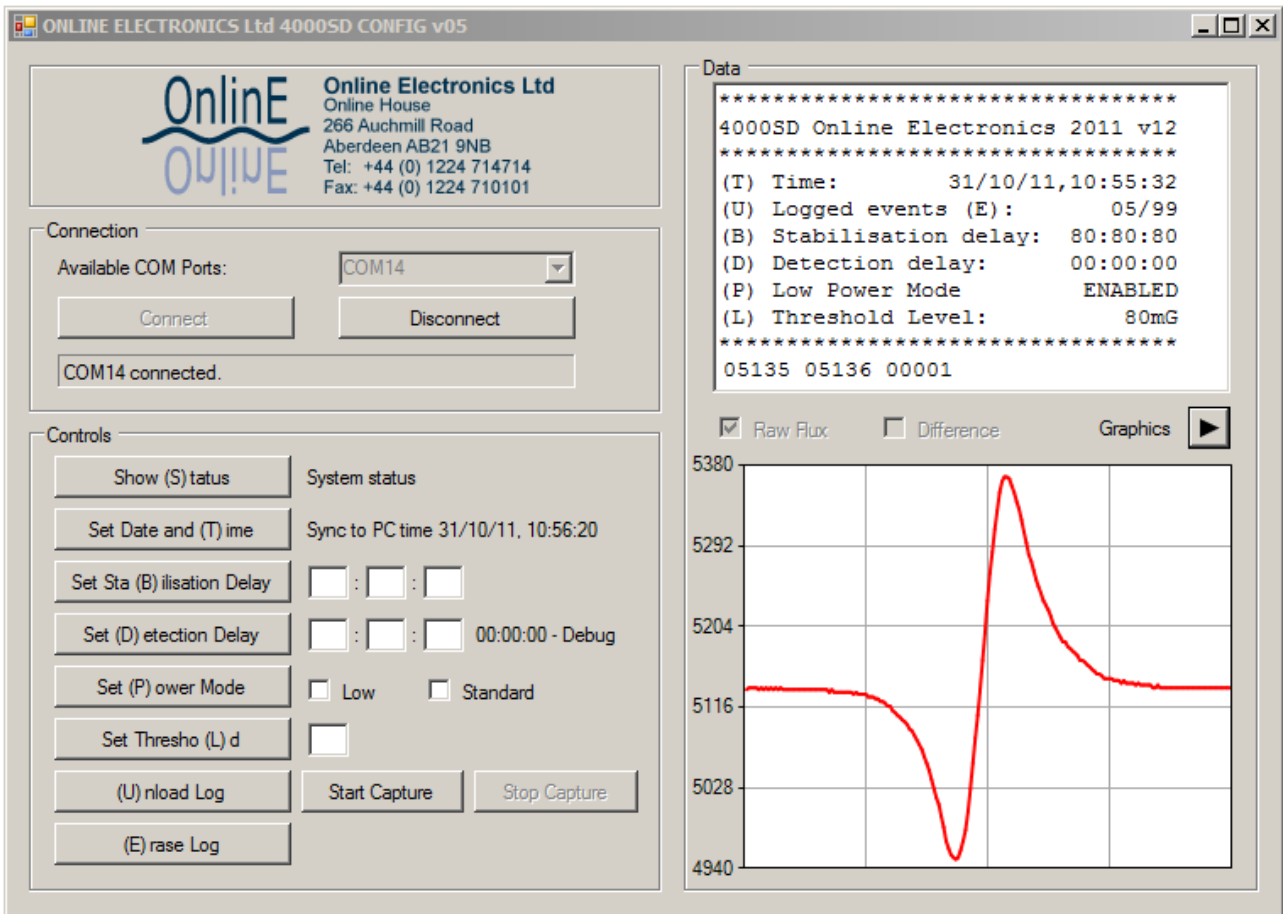 ONLINE ELECTRONICS Ltd 4000SD CONFIG v05
OnlinE
Online Electronics Ltd
Online House
266 Auchmill Road
Aberdeen AB21 9NB
Tel: +44 (0) 1224 714714
Fax: +44 (0) 1224 710101
Connection
Available COM Ports:
COM14
Connect
Disconnect
COM14 connected.
Controls
Show (S) tatus
System status
Set Date and (T) ime
Sync to PC time 31/10/11, 10:56:20
Set Sta (B) ilisation Delay
: :
Set (D) etection Delay
: : 00:00:00 - Debug
Set (P) ower Mode
Low
Standard
Set Thresho (L) d
(U) nload Log
Start Capture
Stop Capture
(E) rase Log
Data
**********************************
4000SD Online Electronics 2011 v12
**********************************
(T) Time: 31/10/11,10:55:32
(U) Logged events (E): 05/99
(B) Stabilisation delay: 80:80:80
(D) Detection delay: 00:00:00
(P) Low Power Mode ENABLED
(L) Threshold Level: 80mG
**********************************
05135 05136 00001
Raw Flux
Difference
Graphics
5380
5292
5204
5116
5028
4940